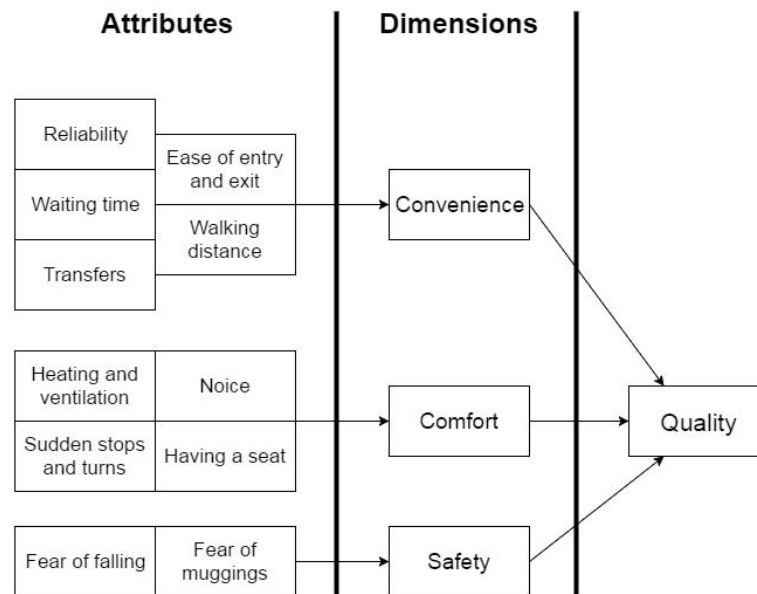 Attributes
Dimensions
Reliability
Ease of entry
and exit
Waiting time
Convenience
Walking
distance
Transfers
Heating and
ventilation
Noice
Comfort
Quality
Sudden stops
and turns
Having a seat
Fear of falling
Fear of
muggings
Safety